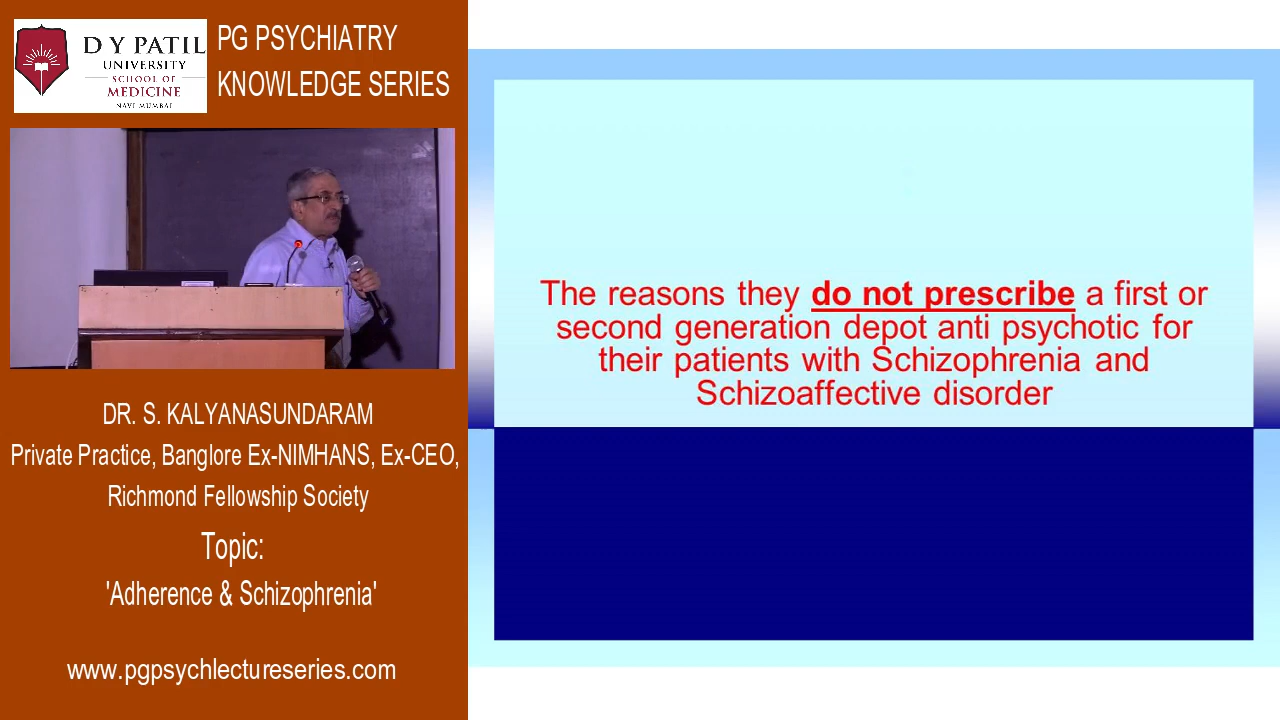 D Y PATIL
UNIVERSITY
SCHOOL OF
MEDICINE
NAVI MUMBAI
PG PSYCHIATRY
KNOWLEDGE SERIES
DR. S. KALYANASUNDARAM
Private Practice, Banglore Ex-NIMHANS, Ex-CEO,
Richmond Fellowship Society
Topic:
'Adherence & Schizophrenia'
www.pgpsychlectureseries.com
The reasons they do not prescribe a first or
second generation depot anti psychotic for
their patients with Schizophrenia and
Schizoaffective disorder